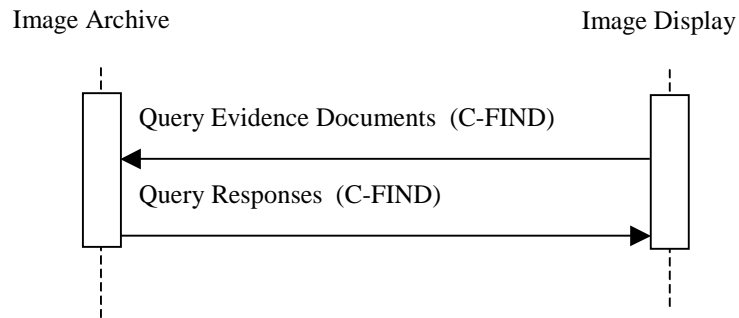 Image Archive
Image Display
Query Evidence Documents (C-FIND)
Query Responses (C-FIND)